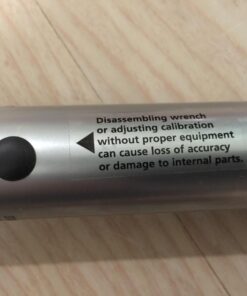 Disassembling wrench
or adjusting calibration
without proper equipment
can cause loss of accuracy
or damage to internal parts.